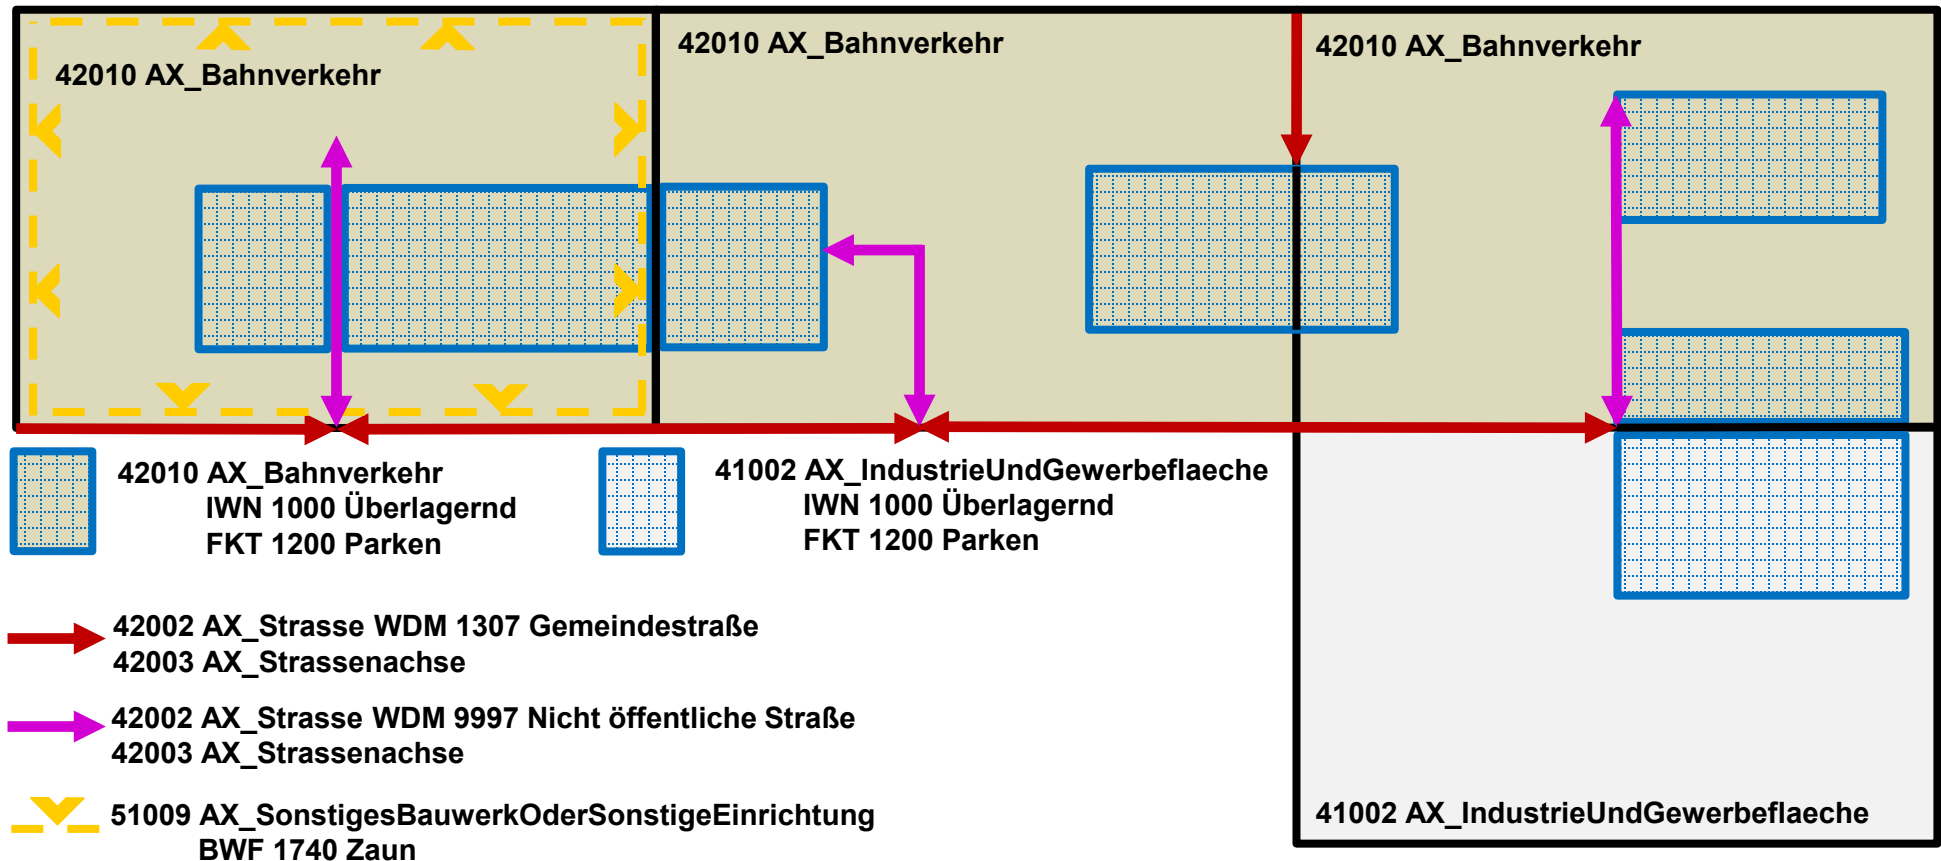 42010 AX_Bahnverkehr
42010 AX_Bahnverkehr
42010 AX_Bahnverkehr
42010 AX_Bahnverkehr
IWN 1000 Überlagernd
FKT 1200 Parken
41002 AX_IndustrieUndGewerbeflaeche
IWN 1000 Überlagernd
FKT 1200 Parken
42002 AX_Strasse WDM 1307 Gemeindestraße
42003 AX_Strassenachse
42002 AX_Strasse WDM 9997 Nicht öffentliche Straße
42003 AX_Strassenachse
51009 AX_SonstigesBauwerkOderSonstigeEinrichtung
BWF 1740 Zaun
41002 AX_IndustrieUndGewerbeflaeche